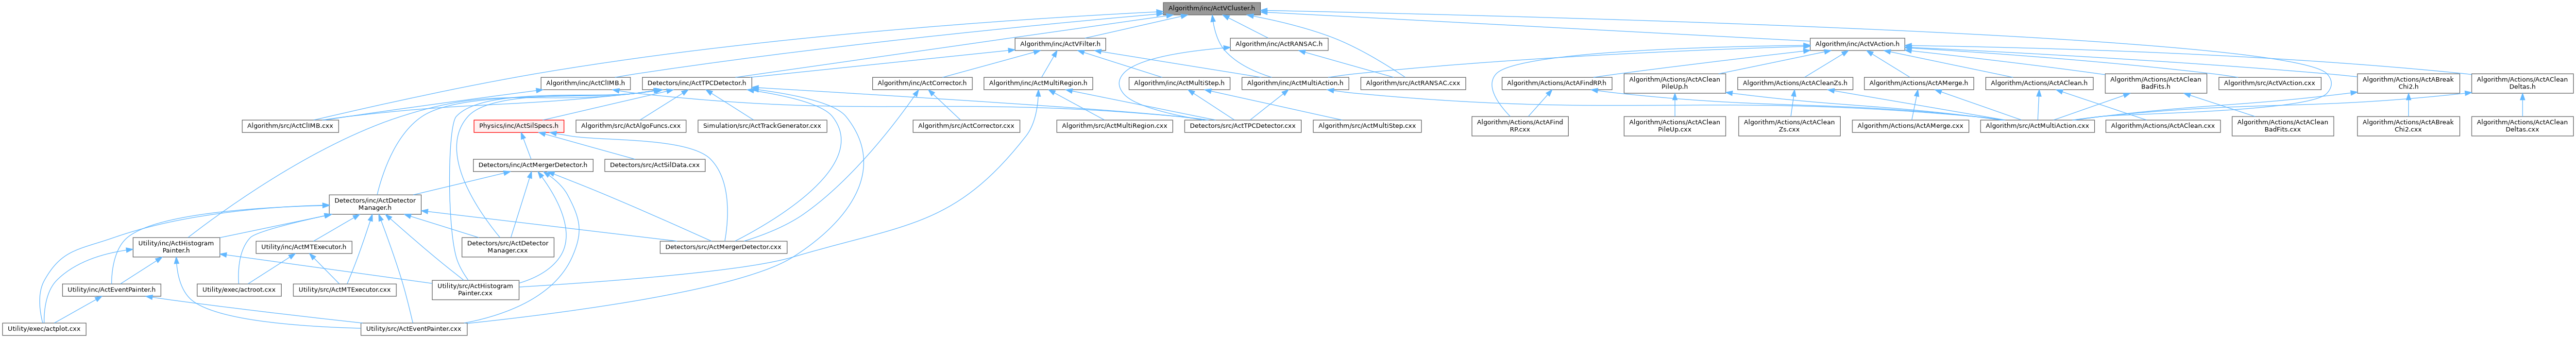 Algorithm/inc/ActVCluster.h
Algorithm/inc/ActVFilter.h
Algorithm/inc/ActRANSAC.h
Algorithm/inc/ActVAction.h
Algorithm/inc/ActClIMB.h
Detectors/inc/ActTPCDetector.h
Algorithm/inc/ActCorrector.h
Algorithm/inc/ActMultiRegion.h
Algorithm/inc/ActMultiStep.h
Algorithm/inc/ActMultiAction.h
Algorithm/src/ActRANSAC.cxx
Algorithm/Actions/ActAFindRP.h
Algorithm/Actions/ActAClean
PileUp.h
Algorithm/Actions/ActACleanZs.h
Algorithm/Actions/ActAMerge.h
Algorithm/Actions/ActAClean.h
Algorithm/Actions/ActAClean
BadFits.h
Algorithm/src/ActVAction.cxx
Algorithm/Actions/ActABreak
Chi2.h
Algorithm/Actions/ActAClean
Deltas.h
Algorithm/src/ActClIMB.cxx
Physics/inc/ActSilSpecs.h
Algorithm/src/ActAlgoFuncs.cxx
Simulation/src/ActTrackGenerator.cxx
Algorithm/src/ActCorrector.cxx
Algorithm/src/ActMultiRegion.cxx
Detectors/src/ActTPCDetector.cxx
Algorithm/src/ActMultiStep.cxx
Algorithm/Actions/ActAFind
RP.cxx
Algorithm/Actions/ActAClean
PileUp.cxx
Algorithm/Actions/ActAClean
Zs.cxx
Algorithm/Actions/ActAMerge.cxx
Algorithm/src/ActMultiAction.cxx
Algorithm/Actions/ActAClean.cxx
Algorithm/Actions/ActAClean
BadFits.cxx
Algorithm/Actions/ActABreak
Chi2.cxx
Algorithm/Actions/ActAClean
Deltas.cxx
Detectors/inc/ActMergerDetector.h
Detectors/src/ActSilData.cxx
Detectors/inc/ActDetector
Manager.h
Utility/inc/ActHistogram
Painter.h
Utility/inc/ActMTExecutor.h
Detectors/src/ActDetector
Manager.cxx
Detectors/src/ActMergerDetector.cxx
Utility/inc/ActEventPainter.h
Utility/exec/actroot.cxx
Utility/src/ActMTExecutor.cxx
Utility/src/ActHistogram
Painter.cxx
Utility/exec/actplot.cxx
Utility/src/ActEventPainter.cxx